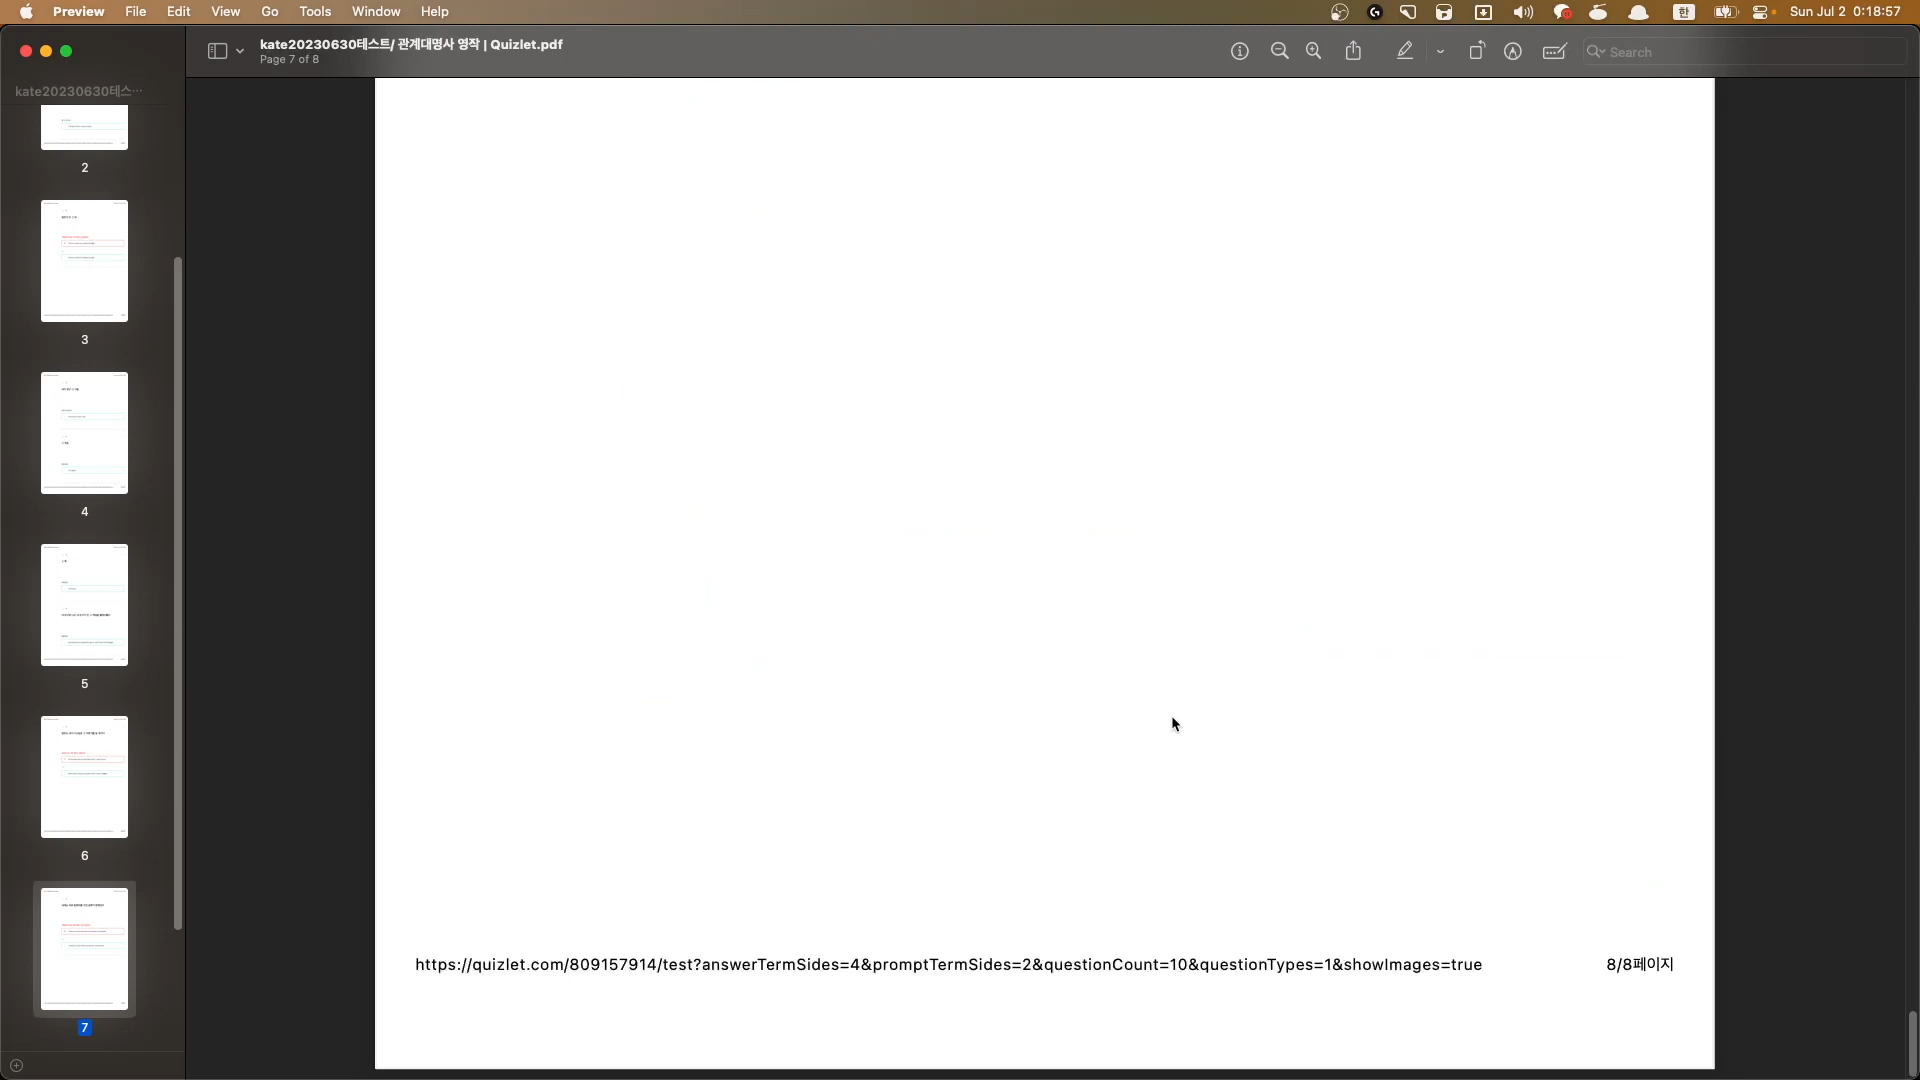 Preview File Edit View Go Tools Window Help
한
Sun Jul 2 0:18:57
kate20230630테스트/ 관계대명사 영작 | Quizlet.pdf
Page 7 of 8
Search
kate20230630테스…
2
3
4
5
6
7
https://quizlet.com/809157914/test?answerTermSides=4&promptTermSides=2&questionCount=10&questionTypes=1&showImages=true
8/8페이지